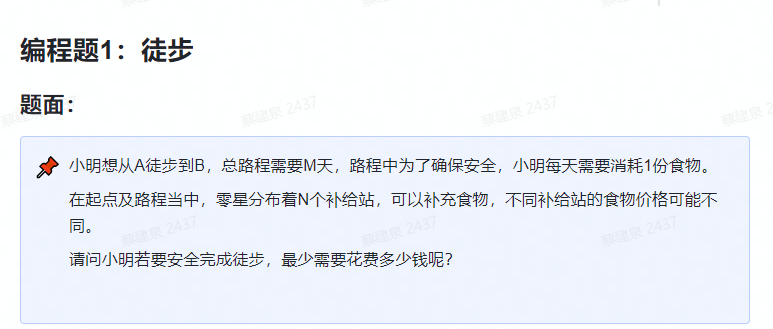 编程题1：徒步
题面：
小明想从A徒步到B，总路程需要M天，路程中为了确保安全，小明每天需要消耗1份食物。
在起点及路程当中，零星分布着N个补给站，可以补充食物，不同补给站的食物价格可能不
同。
请问小明若要安全完成徒步，最少需要花费多少钱呢？